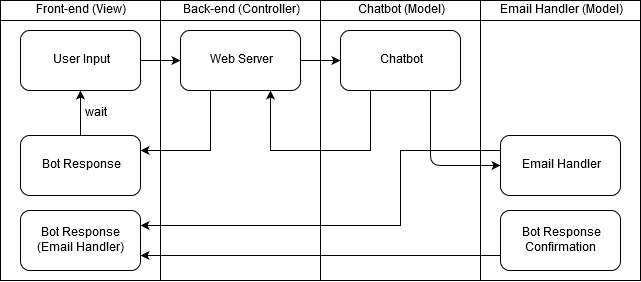 Front-end (View)
Back-end (Controller)
Chatbot (Model)
Email Handler (Model)
User Input
Web Server
Chatbot
wait
Bot Response
Email Handler
Bot Response
(Email Handler)
Bot Response
Confirmation